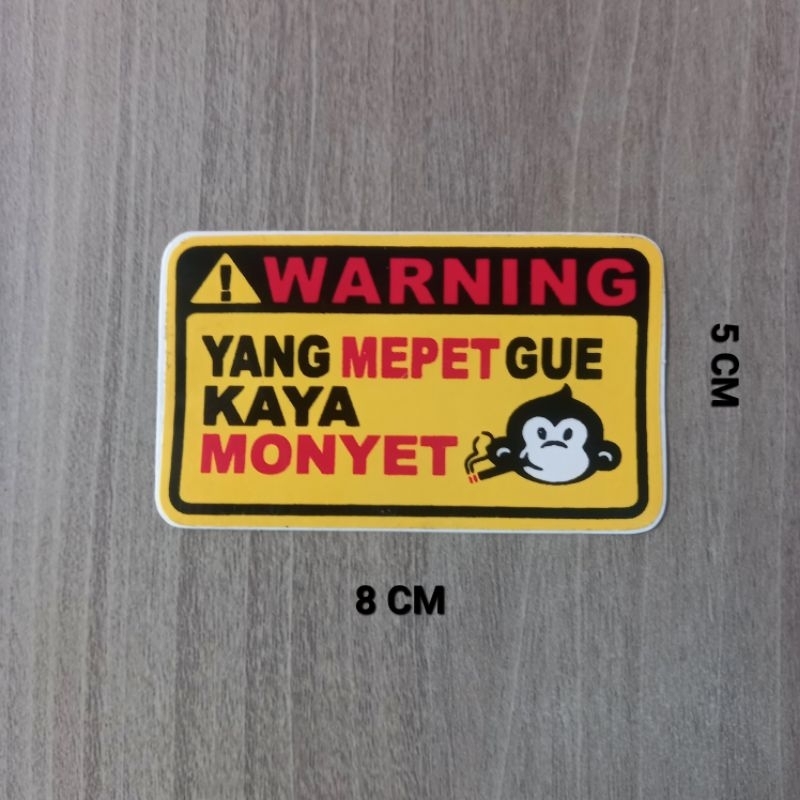 WARNING
YANG MEPET GUE
KAYA
MONYET
5 CM
8 CM